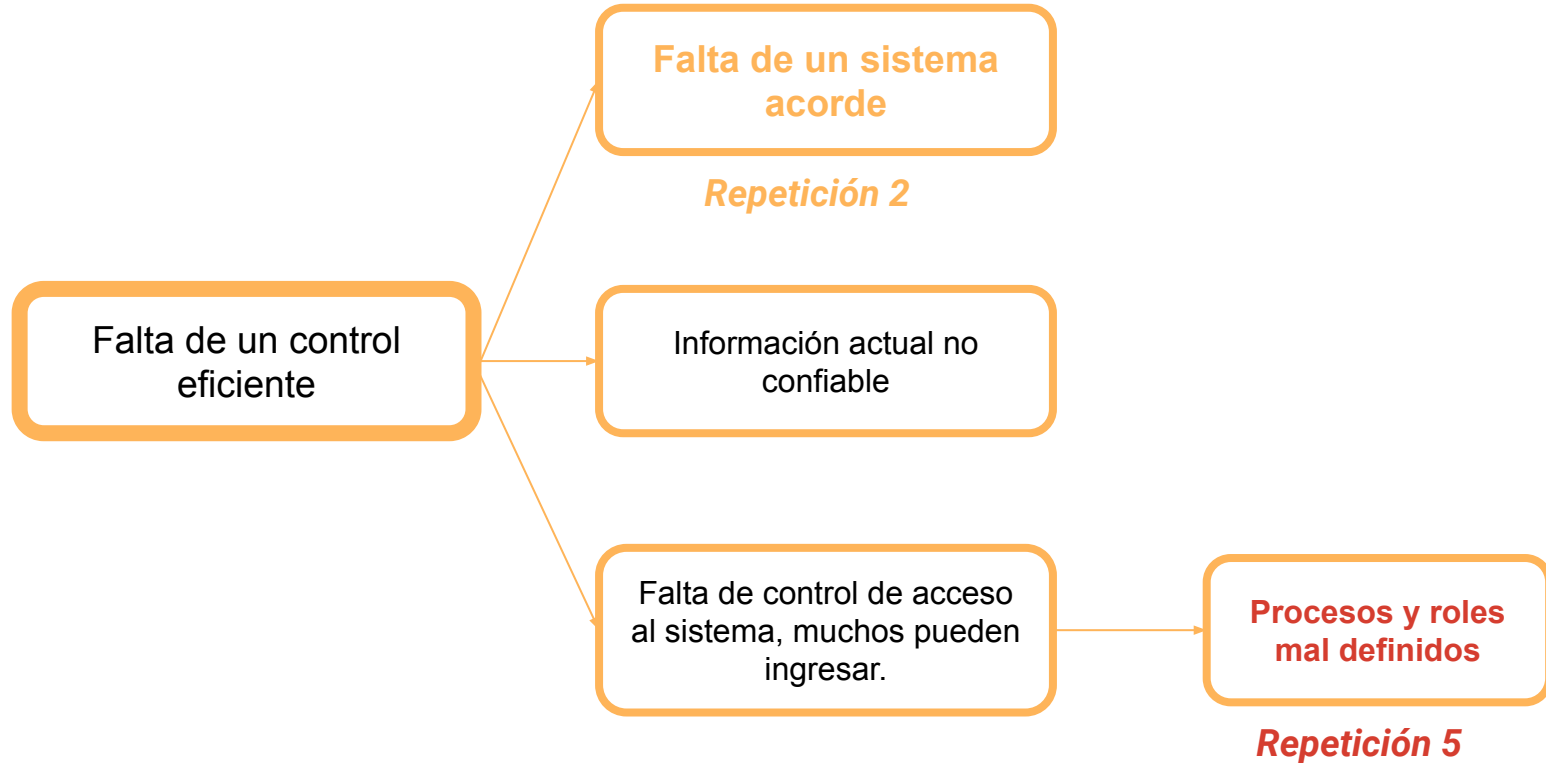 Falta de un sistema
acorde
Repetición 2
Falta de un control
eficiente
Información actual no
confiable
Falta de control de acceso
al sistema, muchos pueden
ingresar.
Procesos y roles
mal definidos
Repetición 5